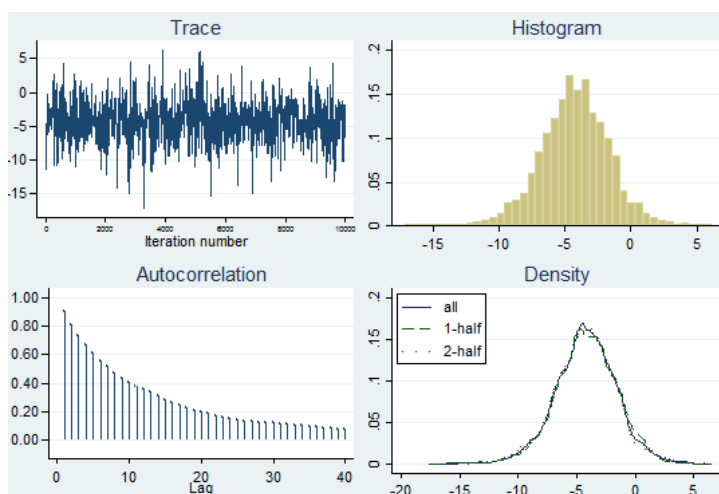 Trace
5
0
-5
-10
-15
0 2000 4000 6000 8000 10000
Iteration number
Histogram
.2
.15
.1
.05
0
-15 -10 -5 0 5
Autocorrelation
1.00
0.80
0.60
0.40
0.20
0.00
0 10 20 30 40
Lag
Density
all
1-half
2-half
.2
.15
.1
.05
0
-20 -15 -10 -5 0 5